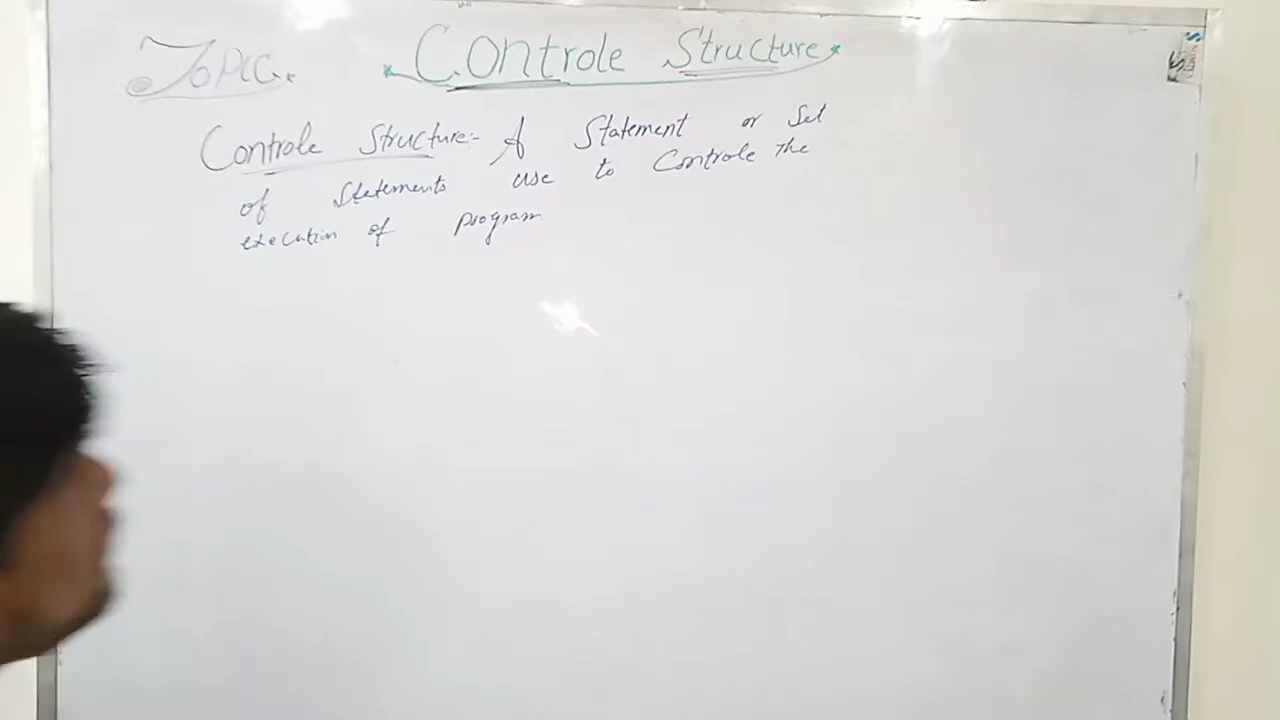 Topic Controle Structure
Controle Structure:- A Statement or Set
of Statements use to Controle the
execution of program